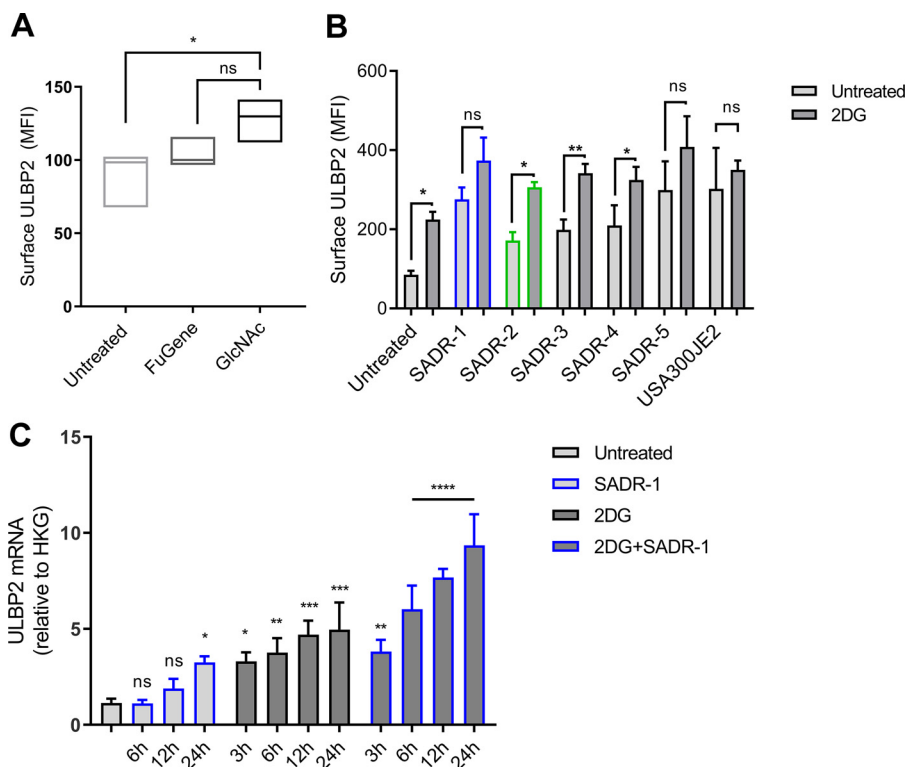 A
*
ns
Surface ULBP2 (MFI)
150
100
50
0
Untreated
FuGene
GlcNAc
B
Surface ULBP2 (MFI)
600
400
200
0
*
ns
*
**
*
ns
ns
Untreated
SADR-1
SADR-2
SADR-3
SADR-4
SADR-5
USA300JE2
Untreated
2DG
C
ULBP2 mRNA
(relative to HKG)
15
10
5
0
ns
ns
*
*
**
***
***
**
****
6h
12h
24h
3h
6h
12h
24h
3h
6h
12h
24h
Untreated
SADR-1
2DG
2DG+SADR-1